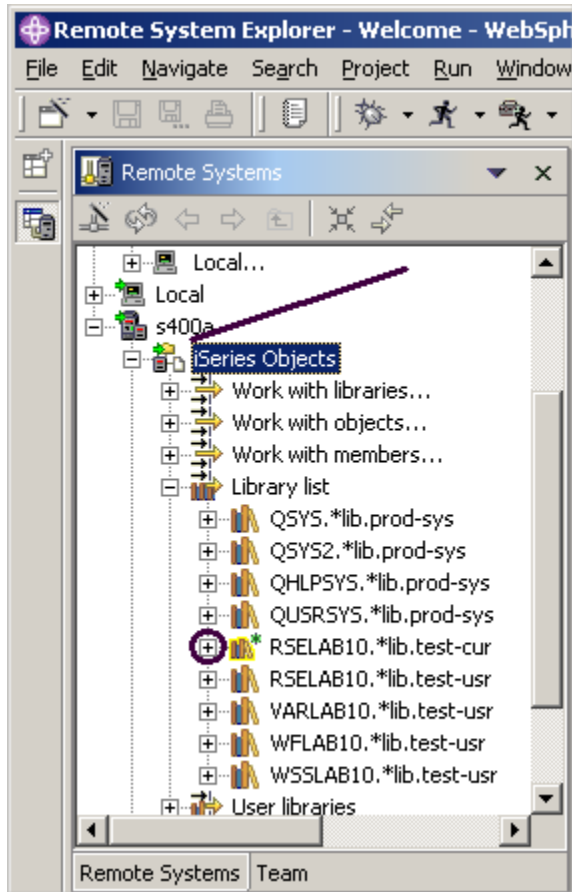 Remote System Explorer - Welcome - WebSph
File Edit Navigate Search Project Run Window
Remote Systems
Local...
Local
s400a
iSeries Objects
Work with libraries...
Work with objects...
Work with members...
Library list
QSYS.*lib.prod-sys
QSYS2.*lib.prod-sys
QHLPSYS.*lib.prod-sys
QUSRSYS.*lib.prod-sys
RSELAB10.*lib.test-cur
RSELAB10.*lib.test-usr
VARLAB10.*lib.test-usr
WFLAB10.*lib.test-usr
WSSLAB10.*lib.test-usr
User libraries
Remote Systems Team